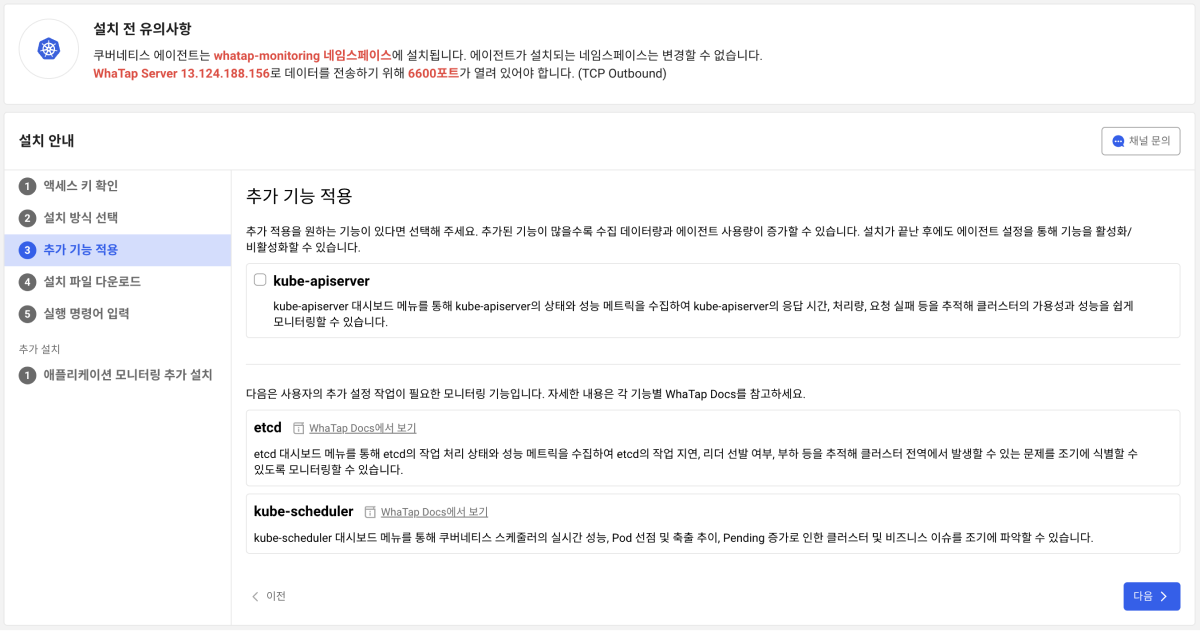 설치 전 유의사항
쿠버네티스 에이전트는 whatap-monitoring 네임스페이스에 설치됩니다. 에이전트가 설치되는 네임스페이스는 변경할 수 없습니다.
WhaTap Server 13.124.188.156로 데이터를 전송하기 위해 6600포트가 열려 있어야 합니다. (TCP Outbound)
설치 안내
채널 문의
1 액세스 키 확인
2 설치 방식 선택
3 추가 기능 적용
4 설치 파일 다운로드
5 실행 명령어 입력
추가 설치
1 애플리케이션 모니터링 추가 설치
추가 기능 적용
추가 적용을 원하는 기능이 있다면 선택해 주세요. 추가된 기능이 많을수록 수집 데이터량과 에이전트 사용량이 증가할 수 있습니다. 설치가 끝난 후에도 에이전트 설정을 통해 기능을 활성화/
비활성화할 수 있습니다.
kube-apiserver
kube-apiserver 대시보드 메뉴를 통해 kube-apiserver의 상태와 성능 메트릭을 수집하여 kube-apiserver의 응답 시간, 처리량, 요청 실패 등을 추적해 클러스터의 가용성과 성능을 쉽게
모니터링할 수 있습니다.
다음은 사용자의 추가 설정 작업이 필요한 모니터링 기능입니다. 자세한 내용은 각 기능별 WhaTap Docs를 참고하세요.
etcd WhaTap Docs에서 보기
etcd 대시보드 메뉴를 통해 etcd의 작업 처리 상태와 성능 메트릭을 수집하여 etcd의 작업 지연, 리더 선발 여부, 부하 등을 추적해 클러스터 전역에서 발생할 수 있는 문제를 조기에 식별할 수
있도록 모니터링할 수 있습니다.
kube-scheduler WhaTap Docs에서 보기
kube-scheduler 대시보드 메뉴를 통해 쿠버네티스 스케줄러의 실시간 성능, Pod 선점 및 축출 추이, Pending 증가로 인한 클러스터 및 비즈니스 이슈를 조기에 파악할 수 있습니다.
이전
다음